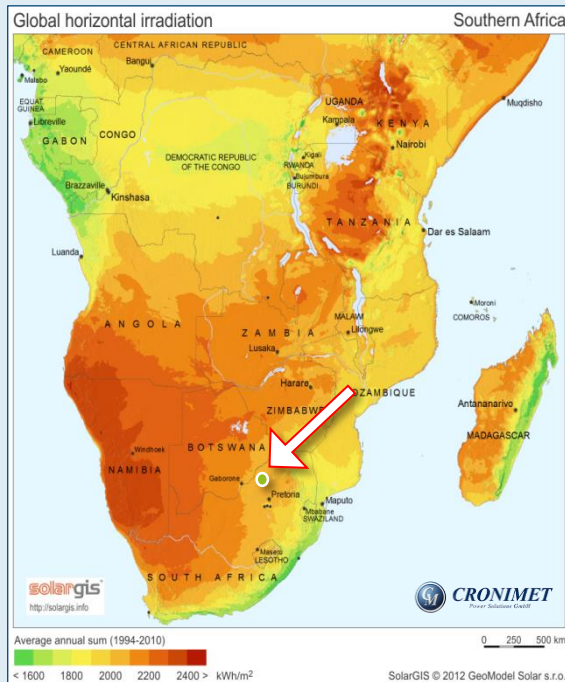 Global horizontal irradiation
Southern Africa
CENTRAL AFRICAN REPUBLIC
CAMEROON
Bangui
Yaoundé
Malabo
EQUAT.
GUINEA
UGANDA
Muqdisho
Libreville
CONGO
Kampala
KENYA
GABON
DEMOCRATIC REPUBLIC
OF THE CONGO
Kigali
RWANDA
Nairobi
Bujumbura
BURUNDI
Brazzaville
Kinshasa
TANZANIA
Dar es Salaam
Luanda
Moroni
COMOROS
MALAWI
ANGOLA
ZAMBIA
Lilongwe
Lusaka
Harare
OZAMBIQUE
Antananarivo
ZIMBABWE
MADAGASCAR
BOTSWANA
Windhoek
NAMIBIA
Gaborone
Pretoria
Maputo
Mbabane
SWAZILAND
Maseru
LESOTHO
SOUTH AFRICA
solargis
http://solargis.info
CM
CRONIMET
Power Solutions GmbH
Average annual sum (1994-2010)
0 250 500 km
< 1600 1800 2000 2200 2400 > kWh/m²
SolarGIS © 2012 GeoModel Solar s.r.o.